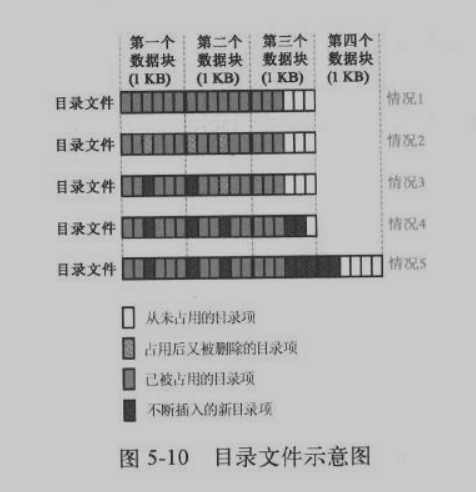 第一个 第二个 第三个 第四个
数据块 数据块 数据块 数据块
(1 KB) (1 KB) (1 KB) (1 KB)
目录文件 情况1
目录文件 情况2
目录文件 情况3
目录文件 情况4
目录文件 情况5
从未占用的目录项
占用后又被删除的目录项
已被占用的目录项
不断插入的新目录项
图 5-10 目录文件示意图